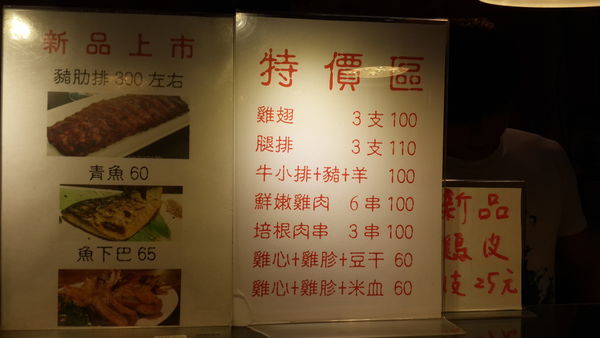 新品上市
豬肋排 300 左右
青魚 60
魚下巴 65
特價區
雞翅 3支 100
腿排 3支 110
牛小排+豬+羊 100
鮮嫩雞肉 6串 100
培根肉串 3串 100
雞心+雞胗+豆干 60
雞心+雞胗+米血 60
新品
雞皮
支25元